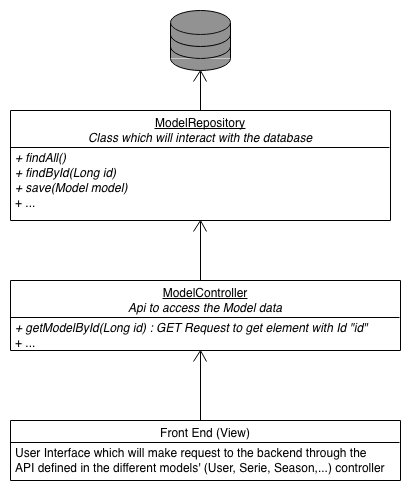 ModelRepository
Class which will interact with the database
+ findAll()
+ findById(Long id)
+ save(Model model)
+ ...
ModelController
Api to access the Model data
+ getModelById(Long id) : GET Request to get element with Id "id"
+ ...
Front End (View)
User Interface which will make request to the backend through the
API defined in the different models' (User, Serie, Season,...) controller